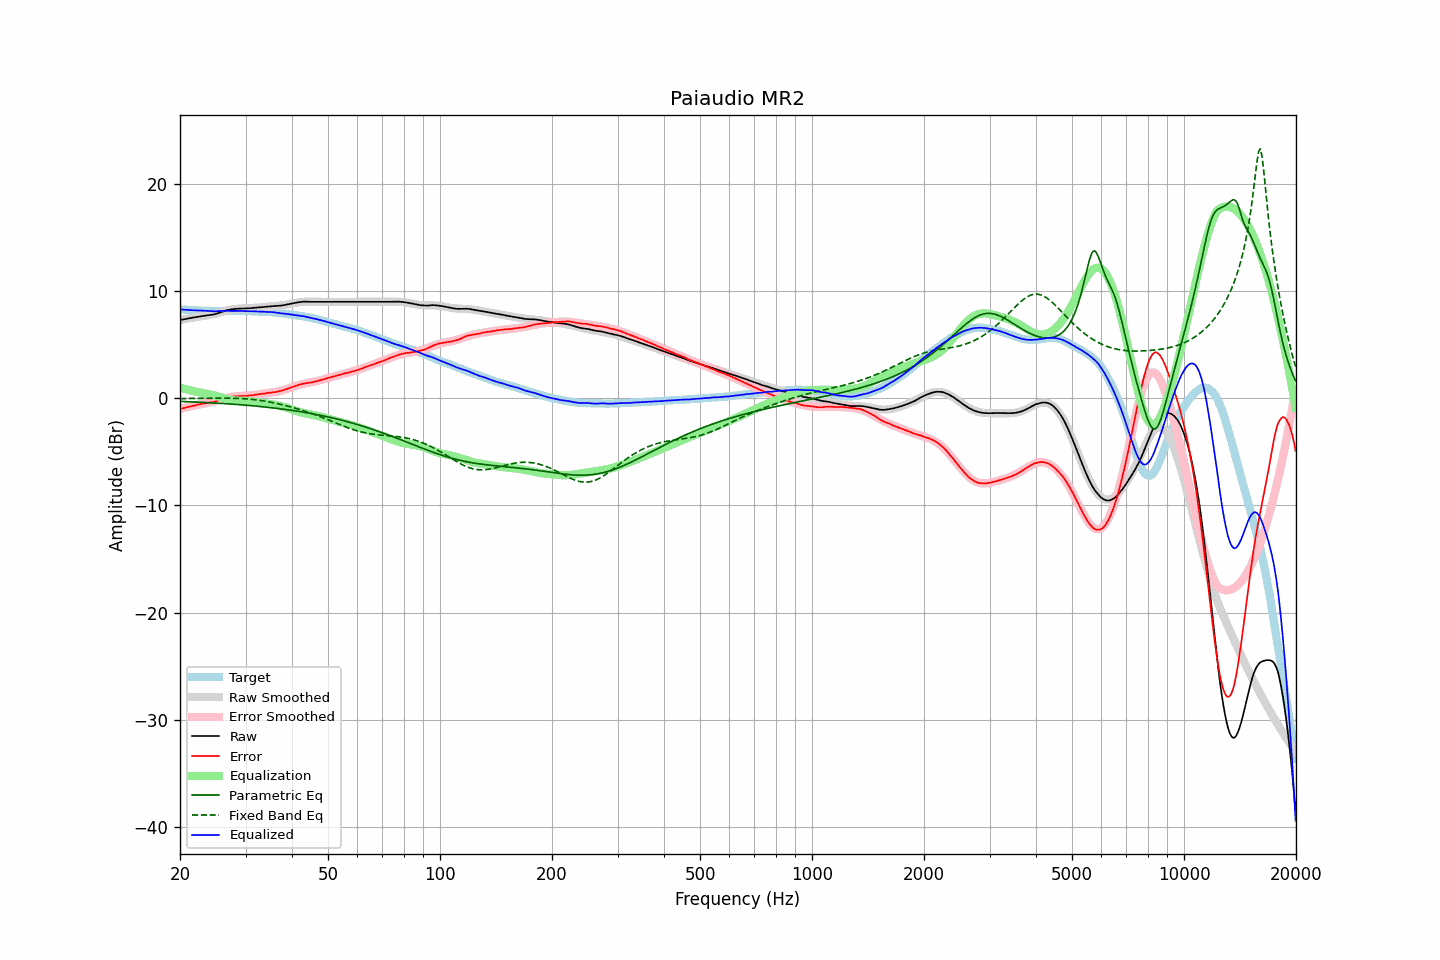 Paiaudio MR2
Amplitude (dBr)
20
10
0
−10
−20
−30
−40
Target
Raw Smoothed
Error Smoothed
Raw
Error
Equalization
Parametric Eq
Fixed Band Eq
Equalized
20 50 100 200 500 1000 2000 5000 10000 20000
Frequency (Hz)